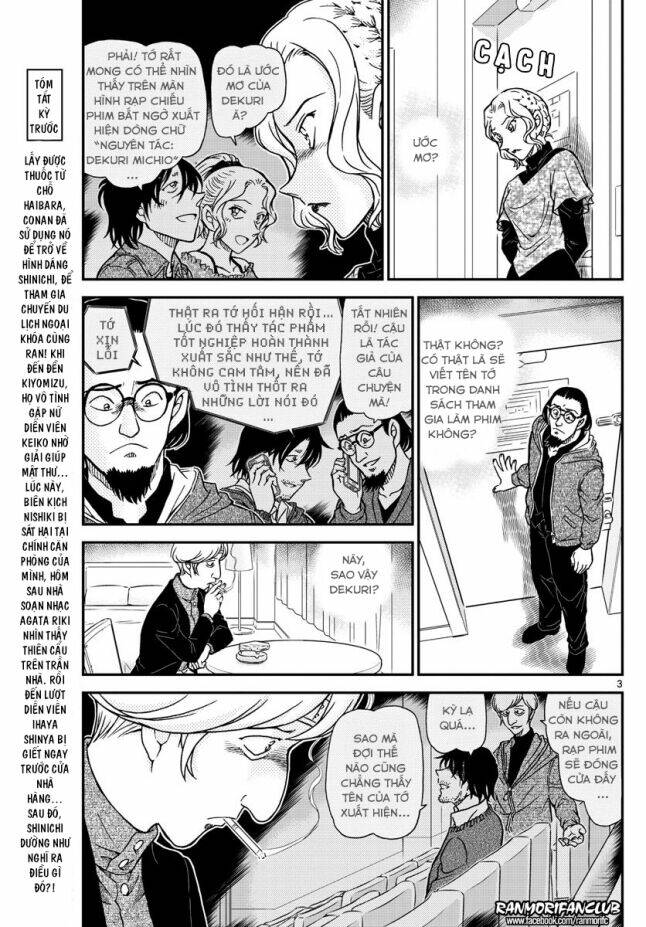 TÓM
TẮT
KỲ
TRƯỚC
LẤY ĐƯỢC
THUỐC TỪ
CHỖ
HAIBARA,
CONAN ĐÃ
SỬ DỤNG NÓ
ĐỂ TRỞ VỀ
HÌNH DÁNG
SHINICHI, ĐỂ
THAM GIA
CHUYẾN DU
LỊCH NGOẠI
KHÓA CÙNG
RAN! KHI
ĐẾN ĐỀN
KIYOMIZU,
HỌ VÔ TÌNH
GẶP NỮ
DIỄN VIÊN
KEIKO NHỜ
GIẢI GIÚP
MẬT THƯ...
LÚC NÀY,
BIÊN KỊCH
NISHIKI BỊ
SÁT HẠI TẠI
CHÍNH CĂN
PHÒNG CỦA
MÌNH, HÔM
SAU NHÀ
SOẠN NHẠC
AGATA RIKI
NHÌN THẤY
THIÊN CẨU
TRÊN TRẦN
NHÀ. RỒI
ĐẾN LƯỢT
DIỄN VIÊN
IHAYA
SHINYA BỊ
GIẾT NGAY
TRƯỚC CỬA
NHÀ
HÀNG...
SAU ĐÓ,
SHINICHI
DƯỜNG NHƯ
NGHĨ RA
ĐIỀU GÌ
ĐÓ?!
CẠCH
ƯỚC
MƠ?
ĐÓ LÀ ƯỚC
MƠ CỦA
DEKURI
À?
PHẢI! TỚ RẤT
MONG CÓ THỂ NHÌN
THẤY TRÊN MÀN
HÌNH RẠP CHIẾU
PHIM BẤT NGỜ XUẤT
HIỆN DÒNG CHỮ
"NGUYÊN TÁC:
DEKURI MICHIO"...
...
THẬT KHÔNG?
CÓ THẬT LÀ SẼ
VIẾT TÊN TỚ
TRONG DANH
SÁCH THAM
GIA LÀM PHIM
KHÔNG?
TẤT NHIÊN
RỒI! CẬU
LÀ TÁC
GIẢ CỦA
CÂU
CHUYỆN
MÀ!
THẬT RA TỚ HỐI HẬN RỒI...
LÚC ĐÓ THẤY TÁC PHẨM
TỐT NGHIỆP HOÀN THÀNH
XUẤT SẮC NHƯ THẾ, TỚ
KHÔNG CAM TÂM, NÊN ĐÃ
VÔ TÌNH THỐT RA
NHỮNG LỜI NÓI ĐÓ
...
TỚ
XIN
LỖI
NÀY,
SAO VẬY
DEKURI?
3
NẾU CẬU
CÒN KHÔNG
RA NGOÀI,
RẠP PHIM
SẼ ĐÓNG
CỬA ĐẤY...
KỲ LẠ
QUÁ...
SAO MÀ
ĐỢI THẾ
NÀO CŨNG
CHẲNG THẤY
TÊN CỦA TỚ
XUẤT HIỆN...
RANMORIFANCLUB
www.facebook.com/ranmorifc